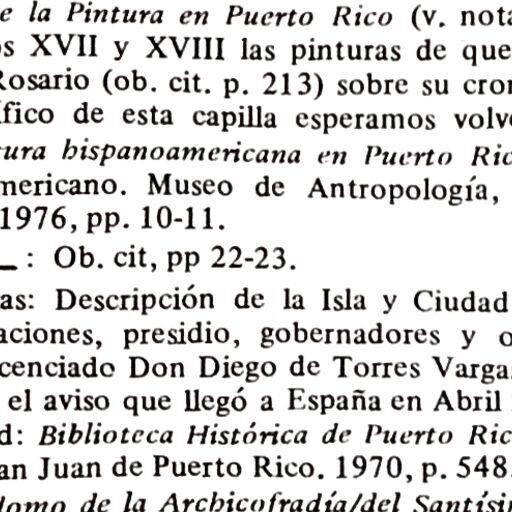 e la Pintura en Puerto Rico (v. nota
os XVII y XVIII las pinturas de que
Rosario (ob. cit. p. 213) sobre su cron
ífico de esta capilla esperamos volv
tura hispanoamericana en Puerto Ric
mericano. Museo de Antropología,
1976, pp. 10-11.
_ : Ob. cit, pp 22-23.
as: Descripción de la Isla y Ciudad
aciones, presidio, gobernadores y o
cenciado Don Diego de Torres Varga
el aviso que llegó a España en Abril
d: Biblioteca Histórica de Puerto Ric
an Juan de Puerto Rico. 1970, p. 548.
Homo de la Archicofradía/del Santísi